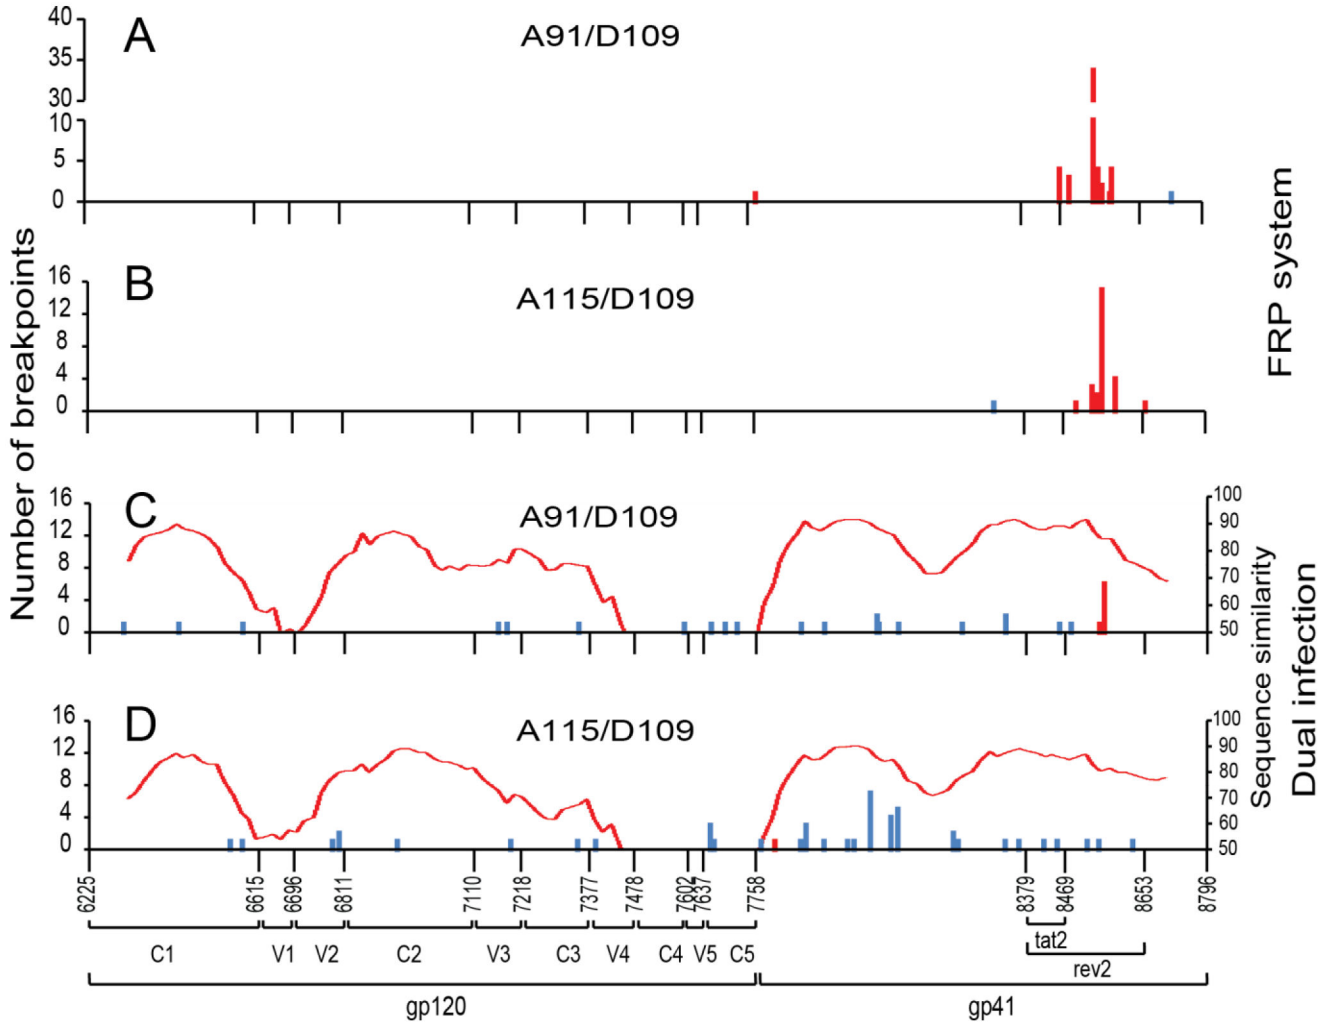 Number of breakpoints
A
A91/D109
40
35
30
10
5
0
FRP system
B
A115/D109
16
12
8
4
0
C
A91/D109
16
12
8
4
0
100
90
80
70
60
50
Sequence similarity
Dual infection
D
A115/D109
16
12
8
4
0
100
90
80
70
60
50
6225 6615 6696 6811 7110 7218 7377 7478 7602 7637 7758 8379 8469 8653 8796
C1 V1 V2 C2 V3 C3 V4 C4 V5 C5
tat2
rev2
gp120 gp41